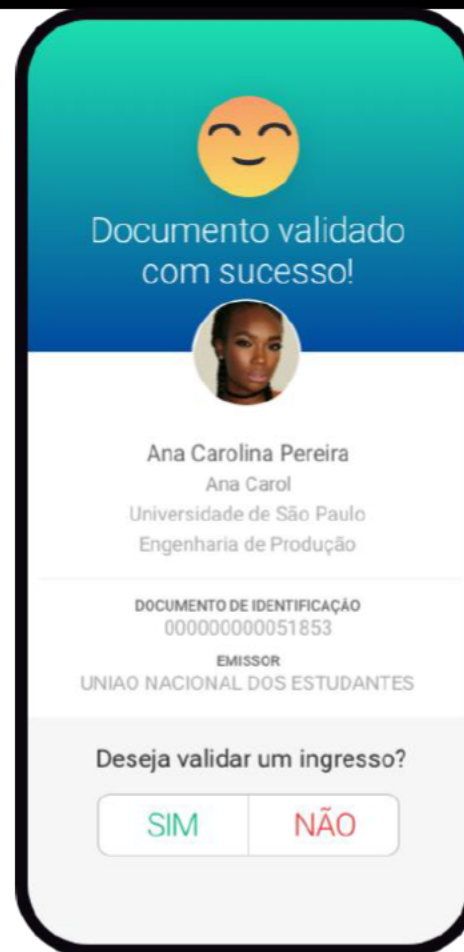 Documento validado
com sucesso!
Ana Carolina Pereira
Ana Carol
Universidade de São Paulo
Engenharia de Produção
DOCUMENTO DE IDENTIFICAÇÃO
000000000051853
EMISSOR
UNIAO NACIONAL DOS ESTUDANTES
Deseja validar um ingresso?
SIM NÃO